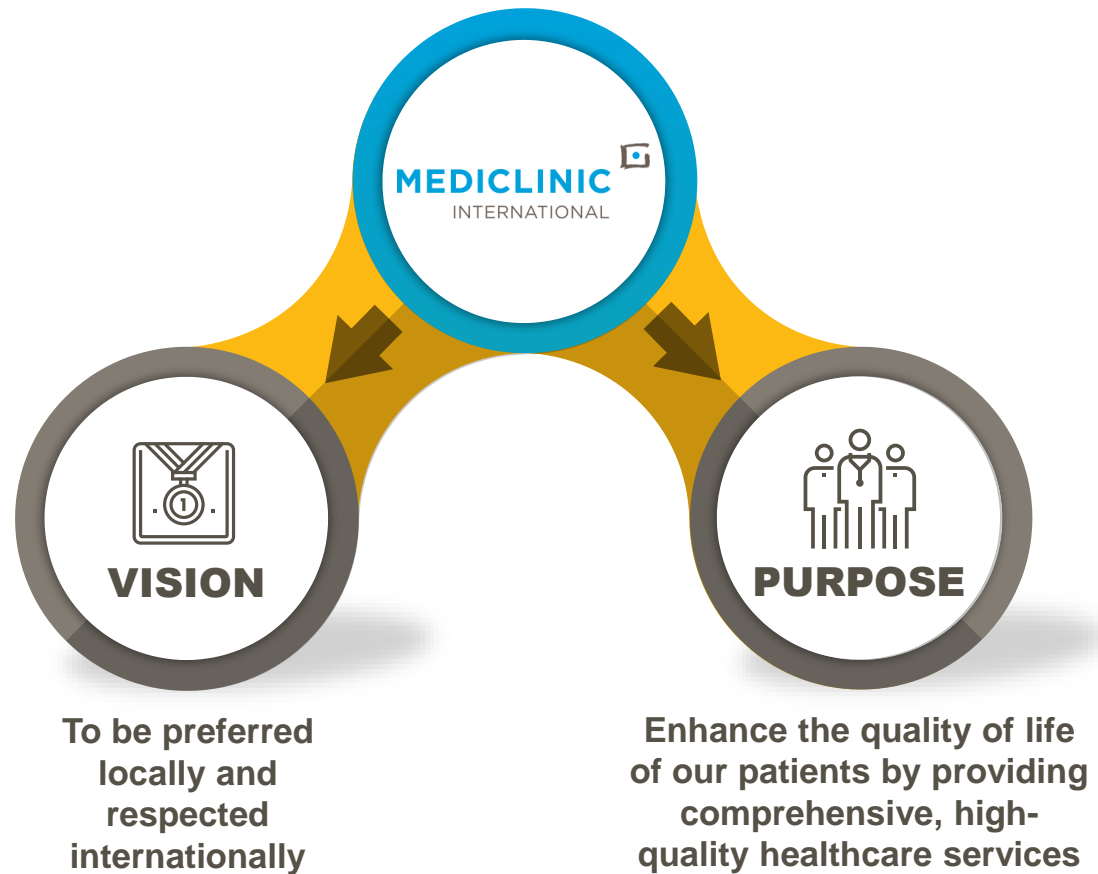 MEDICLINIC
INTERNATIONAL
1
VISION
PURPOSE
To be preferred
locally and
respected
internationally
Enhance the quality of life
of our patients by providing
comprehensive, high-
quality healthcare services